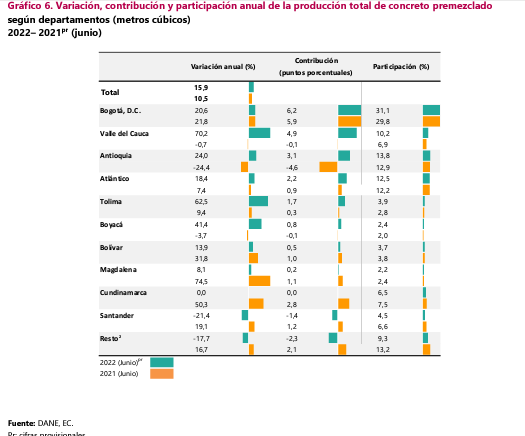 Gráfico 6. Variación, contribución y participación anual de la producción total de concreto premezclado
según departamentos (metros cúbicos)
2022– 2021ᵖʳ (junio)
Variación anual (%) Contribución (puntos porcentuales) Participación (%)
Total 15,9
10,5
Bogotá, D.C. 20,6 6,2 31,1
21,8 5,9 29,8
Valle del Cauca 70,2 4,9 10,2
-0,7 -0,1 6,9
Antioquia 24,0 3,1 13,8
-24,4 -4,6 12,9
Atlántico 18,4 2,2 12,5
7,4 0,9 12,2
Tolima 62,5 1,7 3,9
9,4 0,3 2,8
Boyacá 41,4 0,8 2,4
-3,7 -0,1 2,0
Bolívar 13,9 0,5 3,7
31,8 1,0 3,8
Magdalena 8,1 0,2 2,2
74,5 1,1 2,4
Cundinamarca 0,0 0,0 6,5
50,3 2,8 7,5
Santander -21,4 -1,4 4,5
19,1 1,2 6,6
Resto² -17,7 -2,3 9,3
16,7 2,1 13,2
2022 (Junio)ᵖʳ
2021 (Junio)
Fuente: DANE, EC.
Pr: cifras provisionales